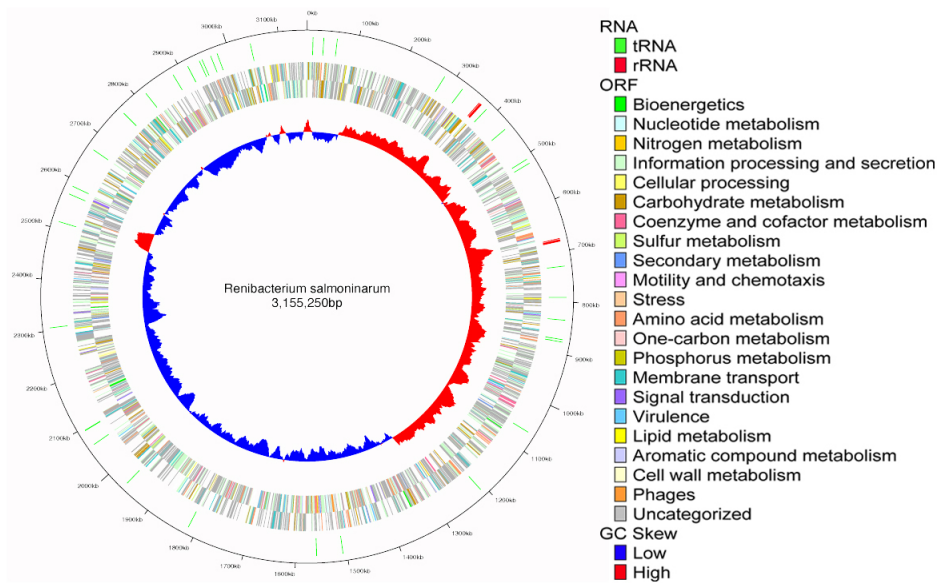 0kb
100kb
200kb
300kb
400kb
500kb
600kb
700kb
800kb
900kb
1000kb
1100kb
1200kb
1300kb
1400kb
1500kb
1600kb
1700kb
1800kb
1900kb
2000kb
2100kb
2200kb
2300kb
2400kb
2500kb
2600kb
2700kb
2800kb
2900kb
3000kb
3100kb
Renibacterium salmoninarum
3,155,250bp
RNA
tRNA
rRNA
ORF
Bioenergetics
Nucleotide metabolism
Nitrogen metabolism
Information processing and secretion
Cellular processing
Carbohydrate metabolism
Coenzyme and cofactor metabolism
Sulfur metabolism
Secondary metabolism
Motility and chemotaxis
Stress
Amino acid metabolism
One-carbon metabolism
Phosphorus metabolism
Membrane transport
Signal transduction
Virulence
Lipid metabolism
Aromatic compound metabolism
Cell wall metabolism
Phages
Uncategorized
GC Skew
Low
High